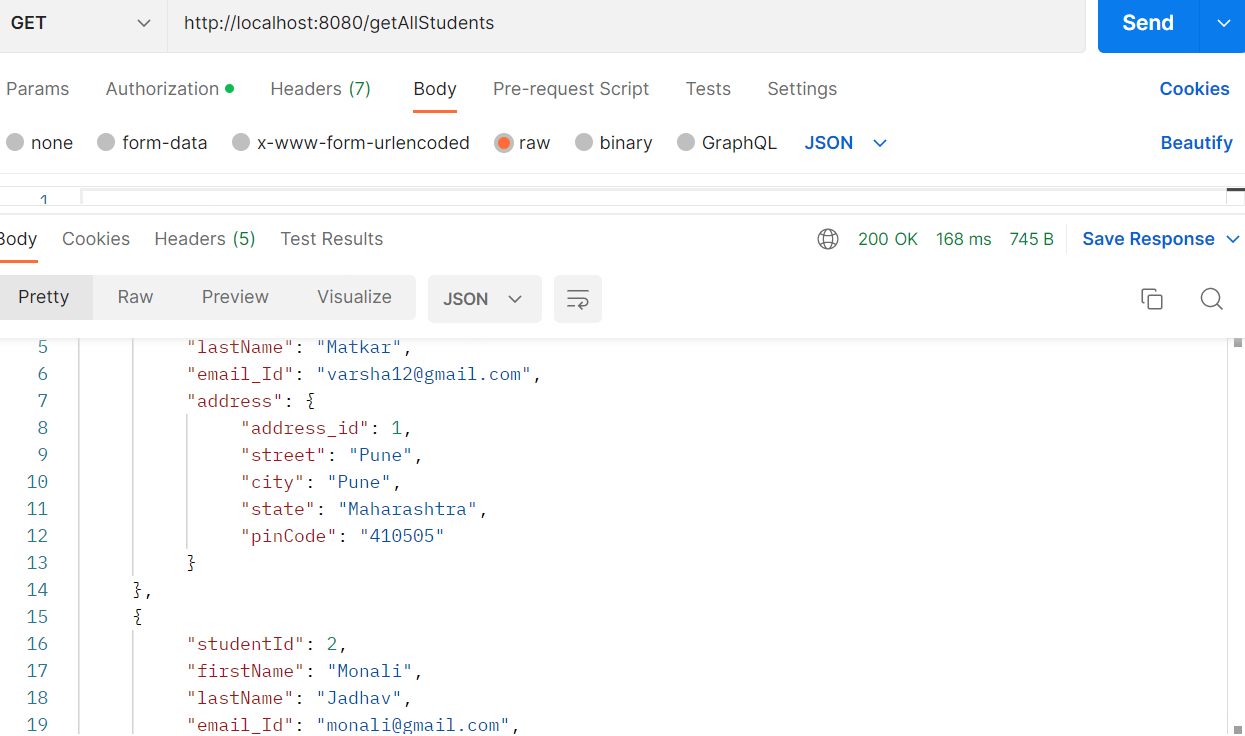 GET http://localhost:8080/getAllStudents Send
Params Authorization Headers (7) Body Pre-request Script Tests Settings Cookies
none form-data x-www-form-urlencoded raw binary GraphQL JSON Beautify
1
Body Cookies Headers (5) Test Results 200 OK 168 ms 745 B Save Response
Pretty Raw Preview Visualize JSON
5 "lastName": "Matkar",
6 "email_Id": "varsha12@gmail.com",
7 "address": {
8 "address_id": 1,
9 "street": "Pune",
10 "city": "Pune",
11 "state": "Maharashtra",
12 "pinCode": "410505"
13 }
14 },
15 {
16 "studentId": 2,
17 "firstName": "Monali",
18 "lastName": "Jadhav",
19 "email_Id": "monali@gmail.com",